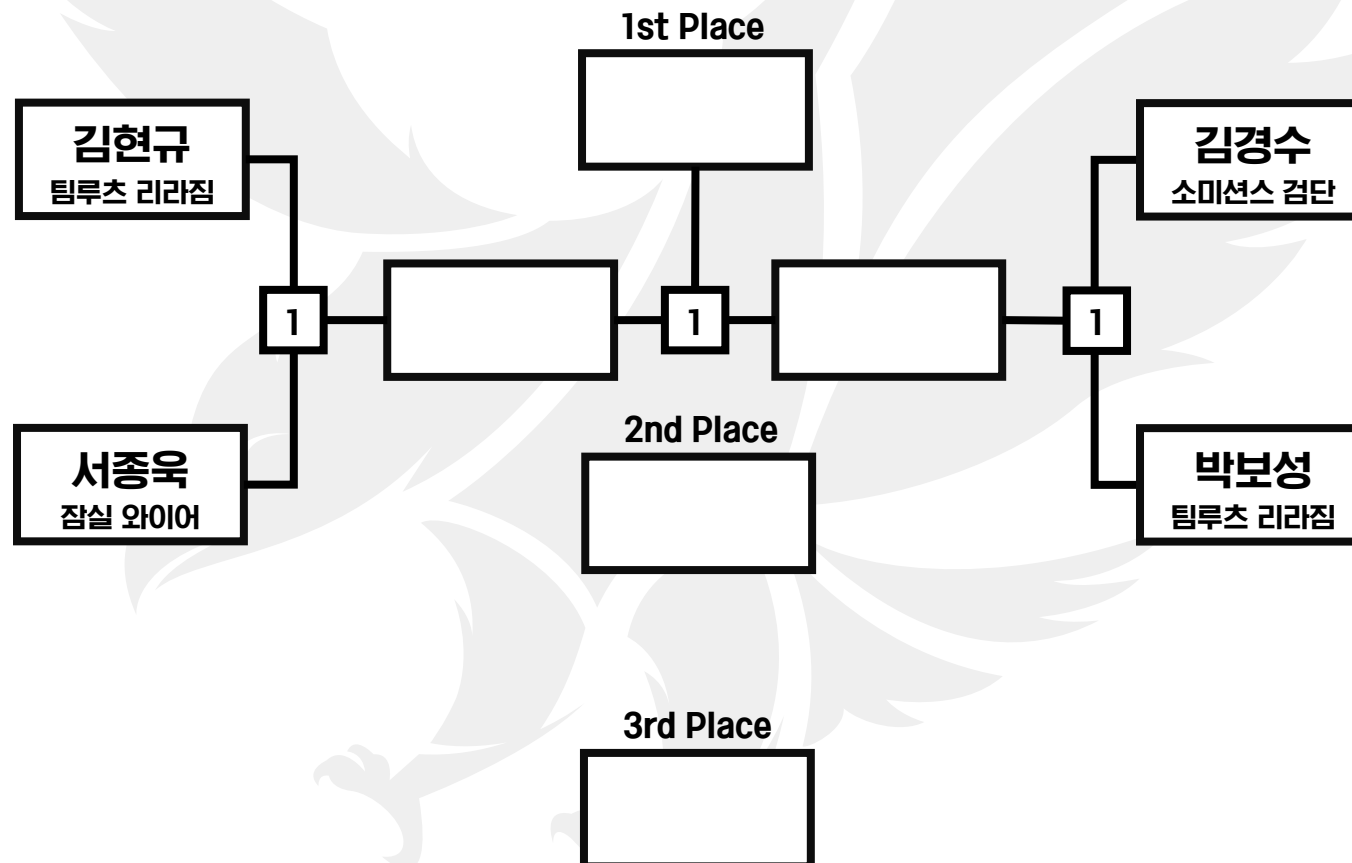 1st Place
김현규
팀루츠 리라짐
김경수
소미션스 검단
1
1
1
2nd Place
서종욱
잠실 와이어
박보성
팀루츠 리라짐
3rd Place